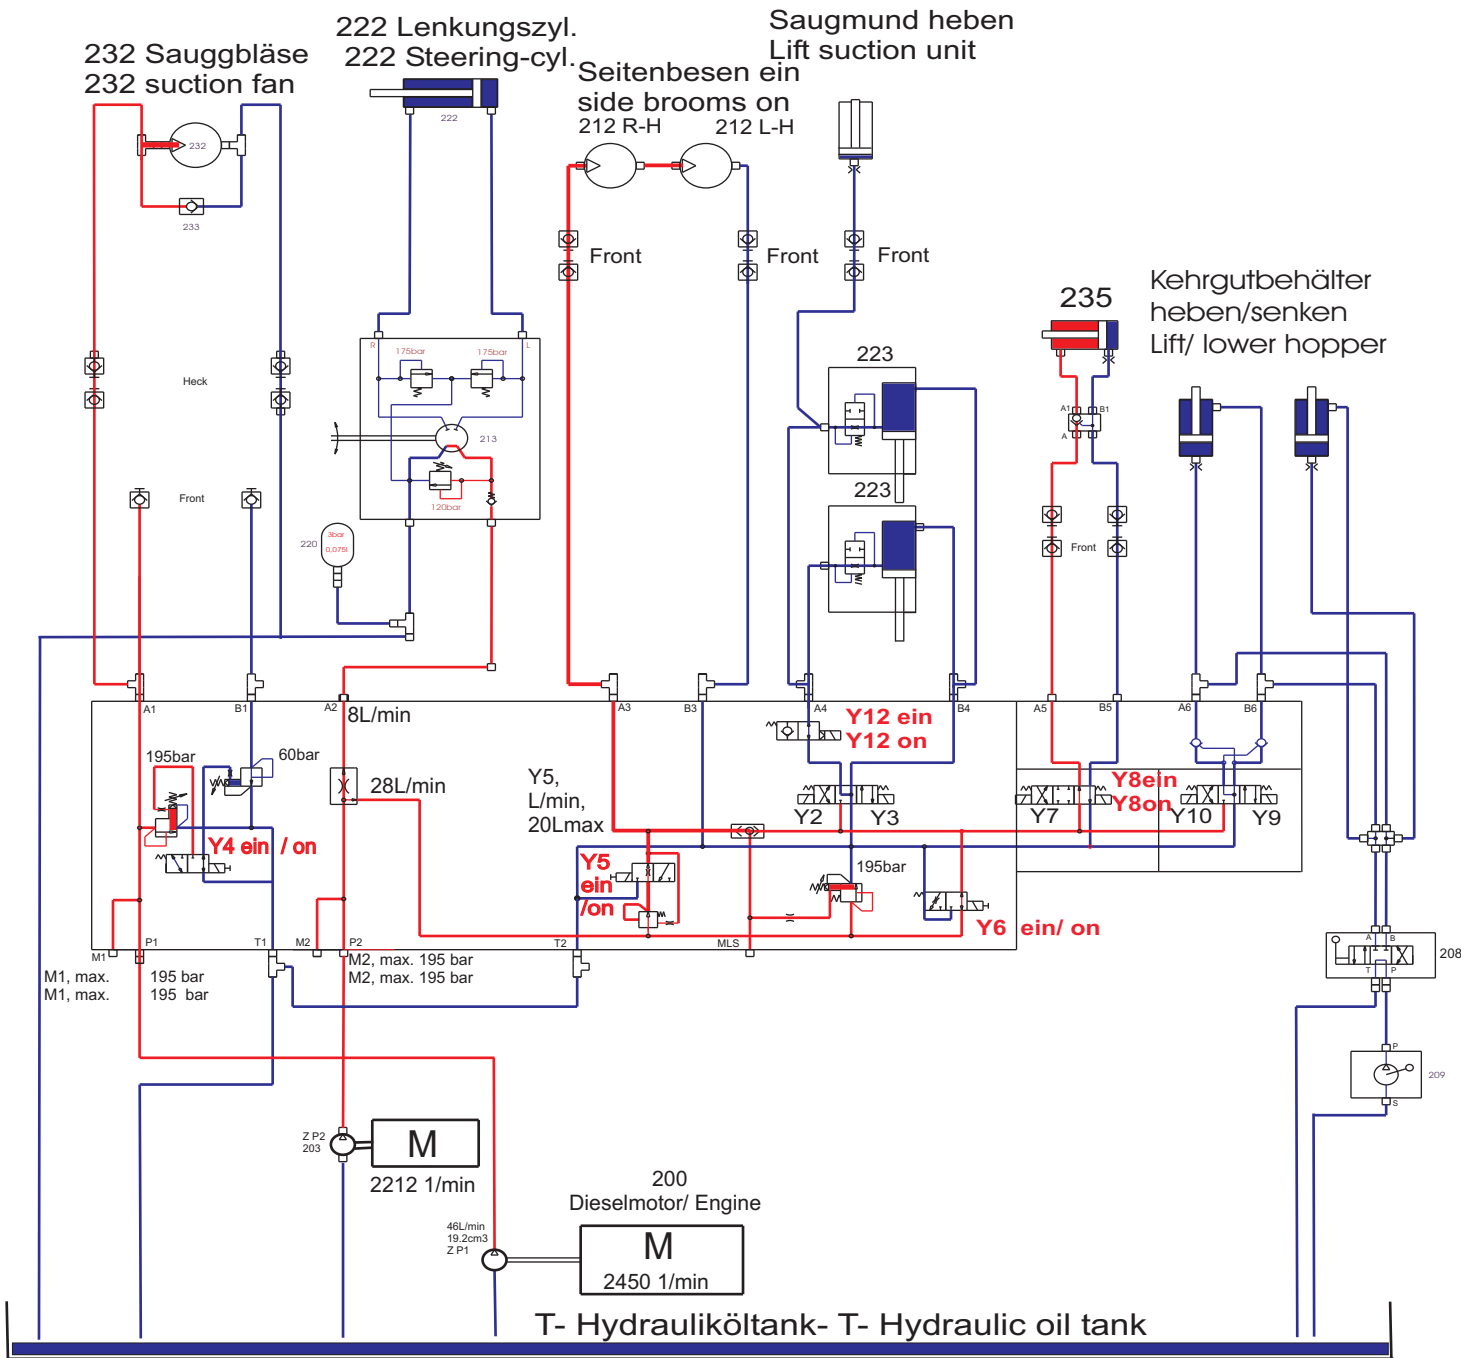 222 Lenkungszyl.
222 Steering-cyl.
Saugmund heben
Lift suction unit
232 Sauggbläse
232 suction fan
Seitenbesen ein
side brooms on
212 R-H
212 L-H
222
232
233
Front
Front
Front
Kehrgutbehälter
heben/senken
Lift/ lower hopper
235
R
L
175bar
175bar
223
Heck
213
A1
B1
A
120bar
223
Front
220
3bar
0,075l
Front
A1
B1
A2
8L/min
A3
B3
A4
B4
A5
B5
A6
B6
Y12 ein
Y12 on
195bar
60bar
28L/min
Y5,
L/min,
20Lmax
Y8ein
Y8on
Y2
Y3
Y7
Y10
Y9
Y4 ein / on
Y5
ein
/on
195bar
Y6 ein/ on
M1
P1
T1
M2
P2
T2
MLS
M1, max. 195 bar
M1, max. 195 bar
M2, max. 195 bar
M2, max. 195 bar
A
B
T
P
208
P
209
S
Z P2
203
M
2212 1/min
200
Dieselmotor/ Engine
46L/min
19.2cm3
Z P1
M
2450 1/min
T- Hydrauliköltank- T- Hydraulic oil tank